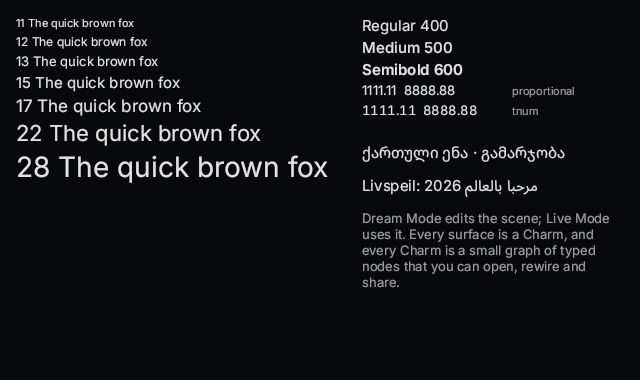 11 The quick brown fox
12 The quick brown fox
13 The quick brown fox
15 The quick brown fox
17 The quick brown fox
22 The quick brown fox
28 The quick brown fox
Regular 400
Medium 500
Semibold 600
1111.11 8888.88 proportional
1111.11 8888.88 tnum
ქართული ენა · გამარჯობა
Livspeil: 2026 مرحبا بالعالم
Dream Mode edits the scene; Live Mode
uses it. Every surface is a Charm, and
every Charm is a small graph of typed
nodes that you can open, rewire and
share.